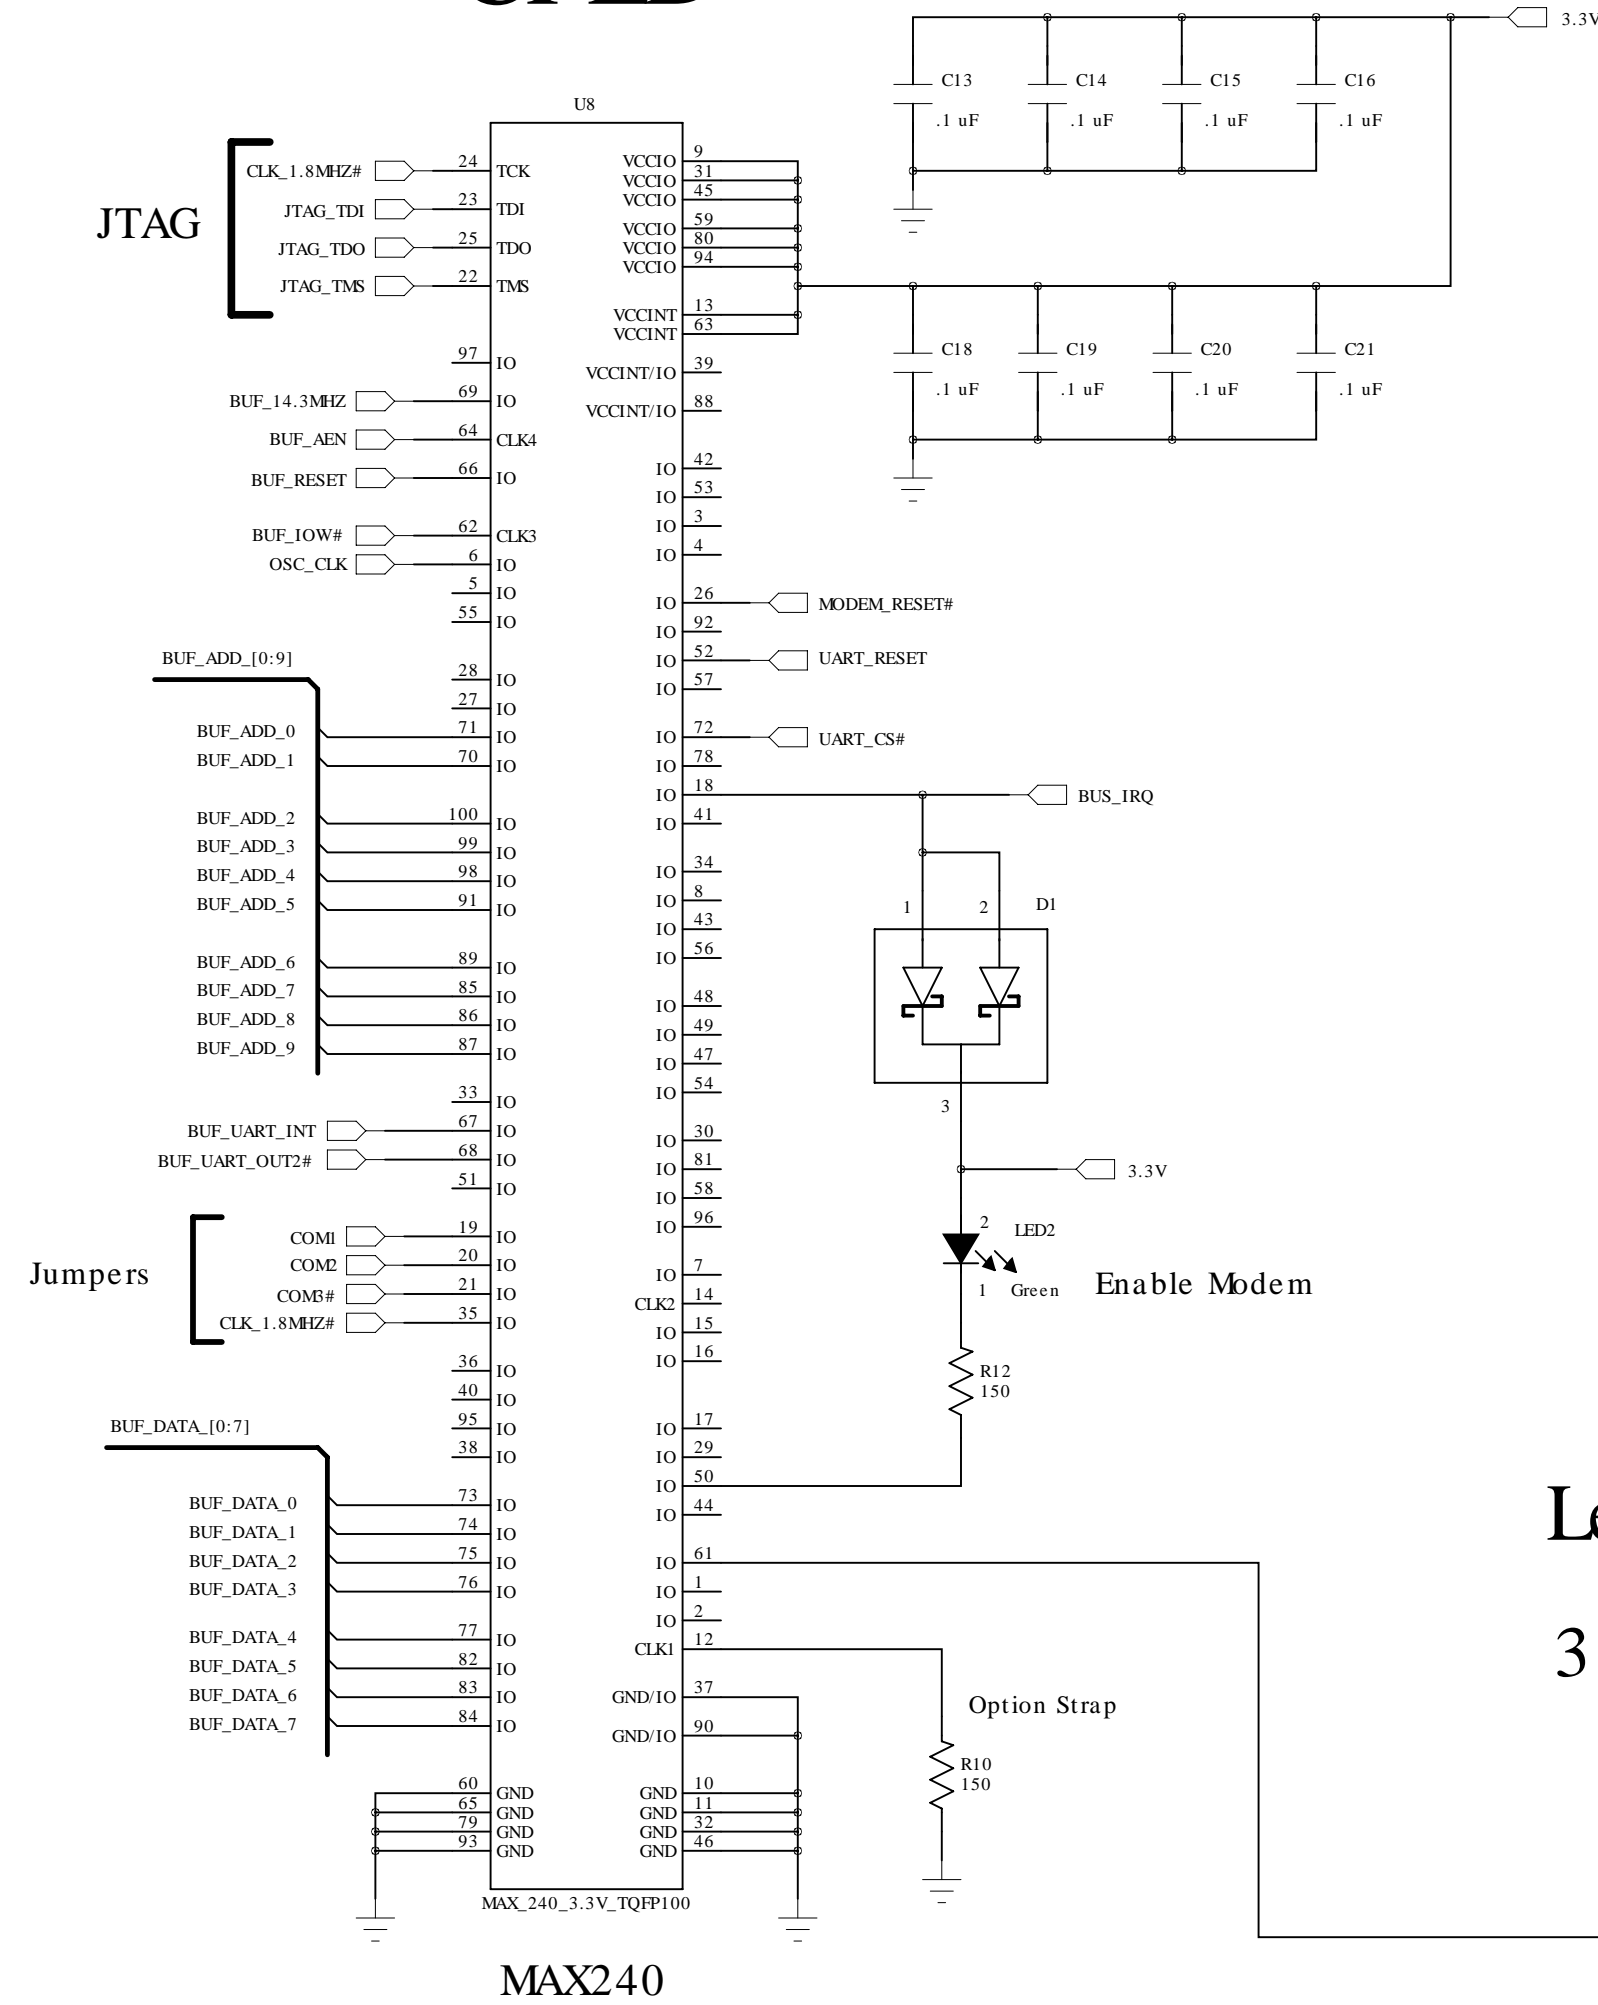 3.3V
C13
.1 uF
C14
.1 uF
C15
.1 uF
C16
.1 uF
U8
JTAG
CLK_1.8MHZ# 24 TCK
JTAG_TDI 23 TDI
JTAG_TDO 25 TDO
JTAG_TMS 22 TMS
VCCIO 9
VCCIO 31
VCCIO 45
VCCIO 59
VCCIO 80
VCCIO 94
VCCINT 13
VCCINT 63
VCCINT/IO 39
VCCINT/IO 88
C18
.1 uF
C19
.1 uF
C20
.1 uF
C21
.1 uF
97 IO
BUF_14.3MHZ 69 IO
BUF_AEN 64 CLK4
BUF_RESET 66 IO
BUF_IOW# 62 CLK3
OSC_CLK 6 IO
5 IO
55 IO
IO 42
IO 53
IO 3
IO 4
IO 26 MODEM_RESET#
IO 92
IO 52 UART_RESET
IO 57
IO 72 UART_CS#
IO 78
IO 18 BUS_IRQ
IO 41
BUF_ADD_[0:9]
28 IO
27 IO
BUF_ADD_0 71 IO
BUF_ADD_1 70 IO
BUF_ADD_2 100 IO
BUF_ADD_3 99 IO
BUF_ADD_4 98 IO
BUF_ADD_5 91 IO
BUF_ADD_6 89 IO
BUF_ADD_7 85 IO
BUF_ADD_8 86 IO
BUF_ADD_9 87 IO
IO 34
IO 8
IO 43
IO 56
IO 48
IO 49
IO 47
IO 54
1 2 D1
3
33 IO
BUF_UART_INT 67 IO
BUF_UART_OUT2# 68 IO
51 IO
IO 30
IO 81
IO 58
IO 96
3.3V
2 LED2
1 Green
Enable Modem
Jumpers
COM1 19 IO
COM2 20 IO
COM3# 21 IO
CLK_1.8MHZ# 35 IO
IO 7
CLK2 14
IO 15
IO 16
R12
150
36 IO
40 IO
95 IO
38 IO
IO 17
IO 29
IO 50
IO 44
BUF_DATA_[0:7]
BUF_DATA_0 73 IO
BUF_DATA_1 74 IO
BUF_DATA_2 75 IO
BUF_DATA_3 76 IO
BUF_DATA_4 77 IO
BUF_DATA_5 82 IO
BUF_DATA_6 83 IO
BUF_DATA_7 84 IO
IO 61
IO 1
IO 2
CLK1 12
GND/IO 37
GND/IO 90
Option Strap
R10
150
3
60 GND
65 GND
79 GND
93 GND
GND 10
GND 11
GND 32
GND 46
MAX_240_3.3V_TQFP100
MAX240